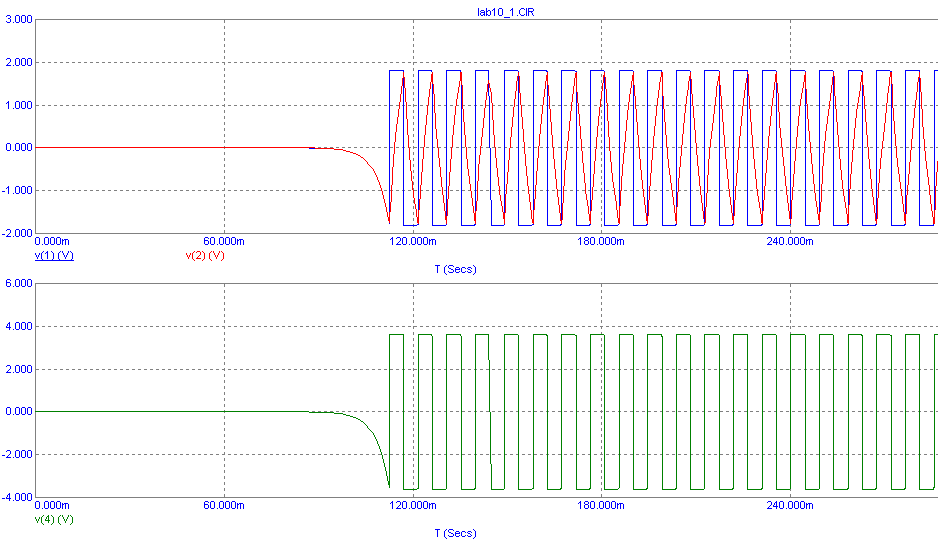 lab10_1.CIR
3.000
2.000
1.000
0.000
-1.000
-2.000
0.000m 60.000m 120.000m 180.000m 240.000m
v(1) (V) v(2) (V)
T (Secs)
6.000
4.000
2.000
0.000
-2.000
-4.000
0.000m 60.000m 120.000m 180.000m 240.000m
v(4) (V)
T (Secs)